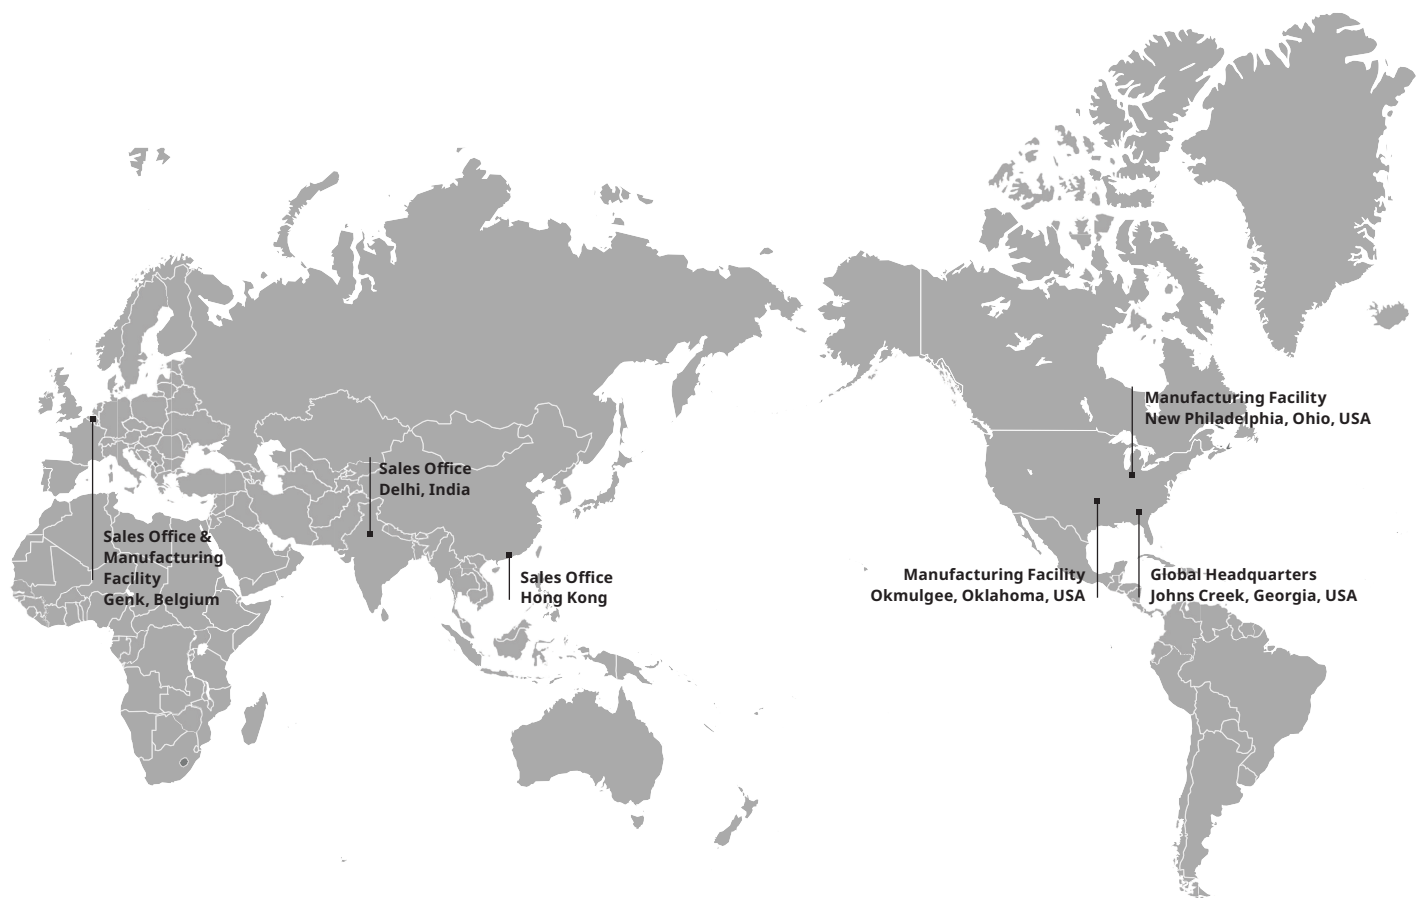 Manufacturing Facility
New Philadelphia, Ohio, USA
Sales Office
Delhi, India
Sales Office &
Manufacturing
Facility
Genk, Belgium
Sales Office
Hong Kong
Manufacturing Facility
Okmulgee, Oklahoma, USA
Global Headquarters
Johns Creek, Georgia, USA